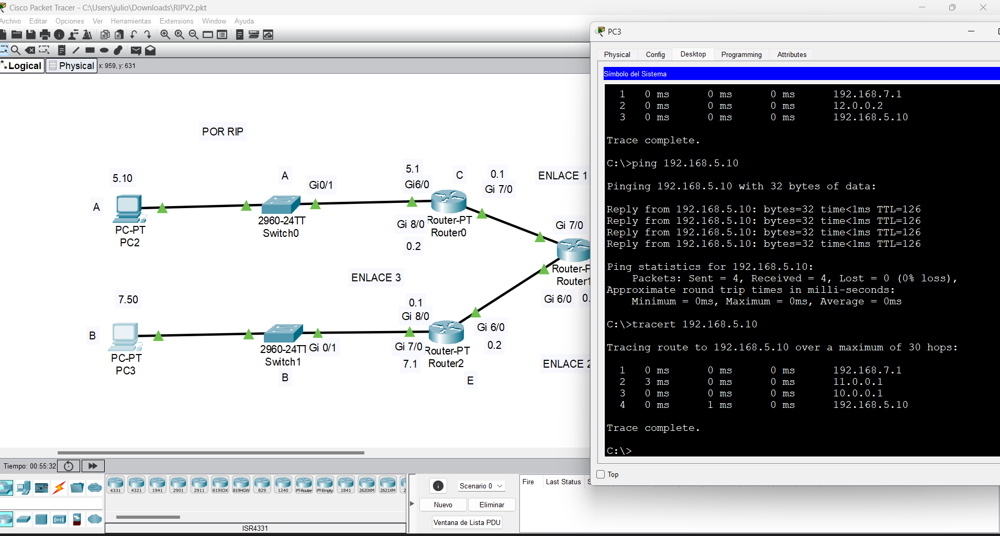 Cisco Packet Tracer - C:\Users\julio\Downloads\RIPV2.pkt
Archivo Editar Opciones Ver Herramientas Extensions Window Ayuda
Logical Physical x: 959, y: 631
POR RIP
5.10
A
A
Gi0/1
5.1
Gi6/0
C
0.1
Gi 7/0
ENLACE 1
PC-PT
PC2
2960-24TT
Switch0
Gi 8/0
0.2
Router-PT
Router0
Gi 7/0
ENLACE 3
Router-P
Router1
Gi 6/0 0.
7.50
B
0.1
Gi 8/0
Gi 6/0
0.2
PC-PT
PC3
2960-24TT
Switch1
B
Gi 0/1
Gi 7/0
7.1
Router-PT
Router2
E
ENLACE 2
Tiempo: 00:55:32
4331 4321 1941 2901 2911 819IOX 819HGW 829 1240 PT-Router PT-Empty 1841 2620XM 2621XM 2
ISR4331
Scenario 0
Nuevo Eliminar
Ventana de Lista PDU
Fire Last Status S
PC3
Physical Config Desktop Programming Attributes
Símbolo del Sistema
1 0 ms 0 ms 0 ms 192.168.7.1
2 0 ms 0 ms 0 ms 12.0.0.2
3 0 ms 0 ms 0 ms 192.168.5.10
Trace complete.
C:\>ping 192.168.5.10
Pinging 192.168.5.10 with 32 bytes of data:
Reply from 192.168.5.10: bytes=32 time<1ms TTL=126
Reply from 192.168.5.10: bytes=32 time<1ms TTL=126
Reply from 192.168.5.10: bytes=32 time<1ms TTL=126
Reply from 192.168.5.10: bytes=32 time<1ms TTL=126
Ping statistics for 192.168.5.10:
Packets: Sent = 4, Received = 4, Lost = 0 (0% loss),
Approximate round trip times in milli-seconds:
Minimum = 0ms, Maximum = 0ms, Average = 0ms
C:\>tracert 192.168.5.10
Tracing route to 192.168.5.10 over a maximum of 30 hops:
1 0 ms 0 ms 0 ms 192.168.7.1
2 3 ms 0 ms 0 ms 11.0.0.1
3 0 ms 0 ms 0 ms 10.0.0.1
4 0 ms 1 ms 0 ms 192.168.5.10
Trace complete.
C:\>
Top